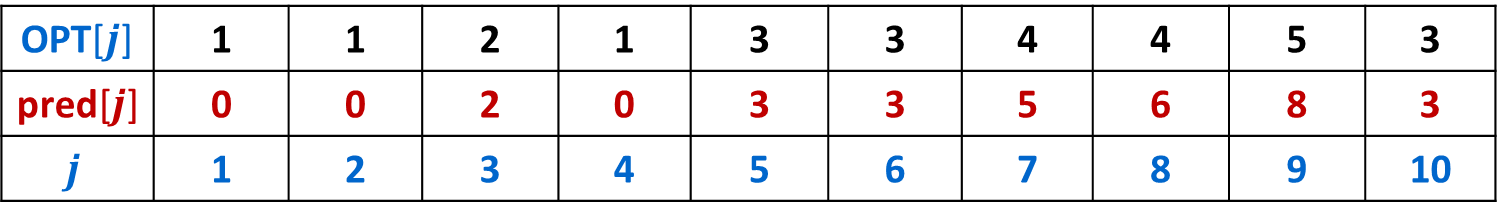 OPT[j] 1 1 2 1 3 3 4 4 5 3
pred[j] 0 0 2 0 3 3 5 6 8 3
j 1 2 3 4 5 6 7 8 9 10